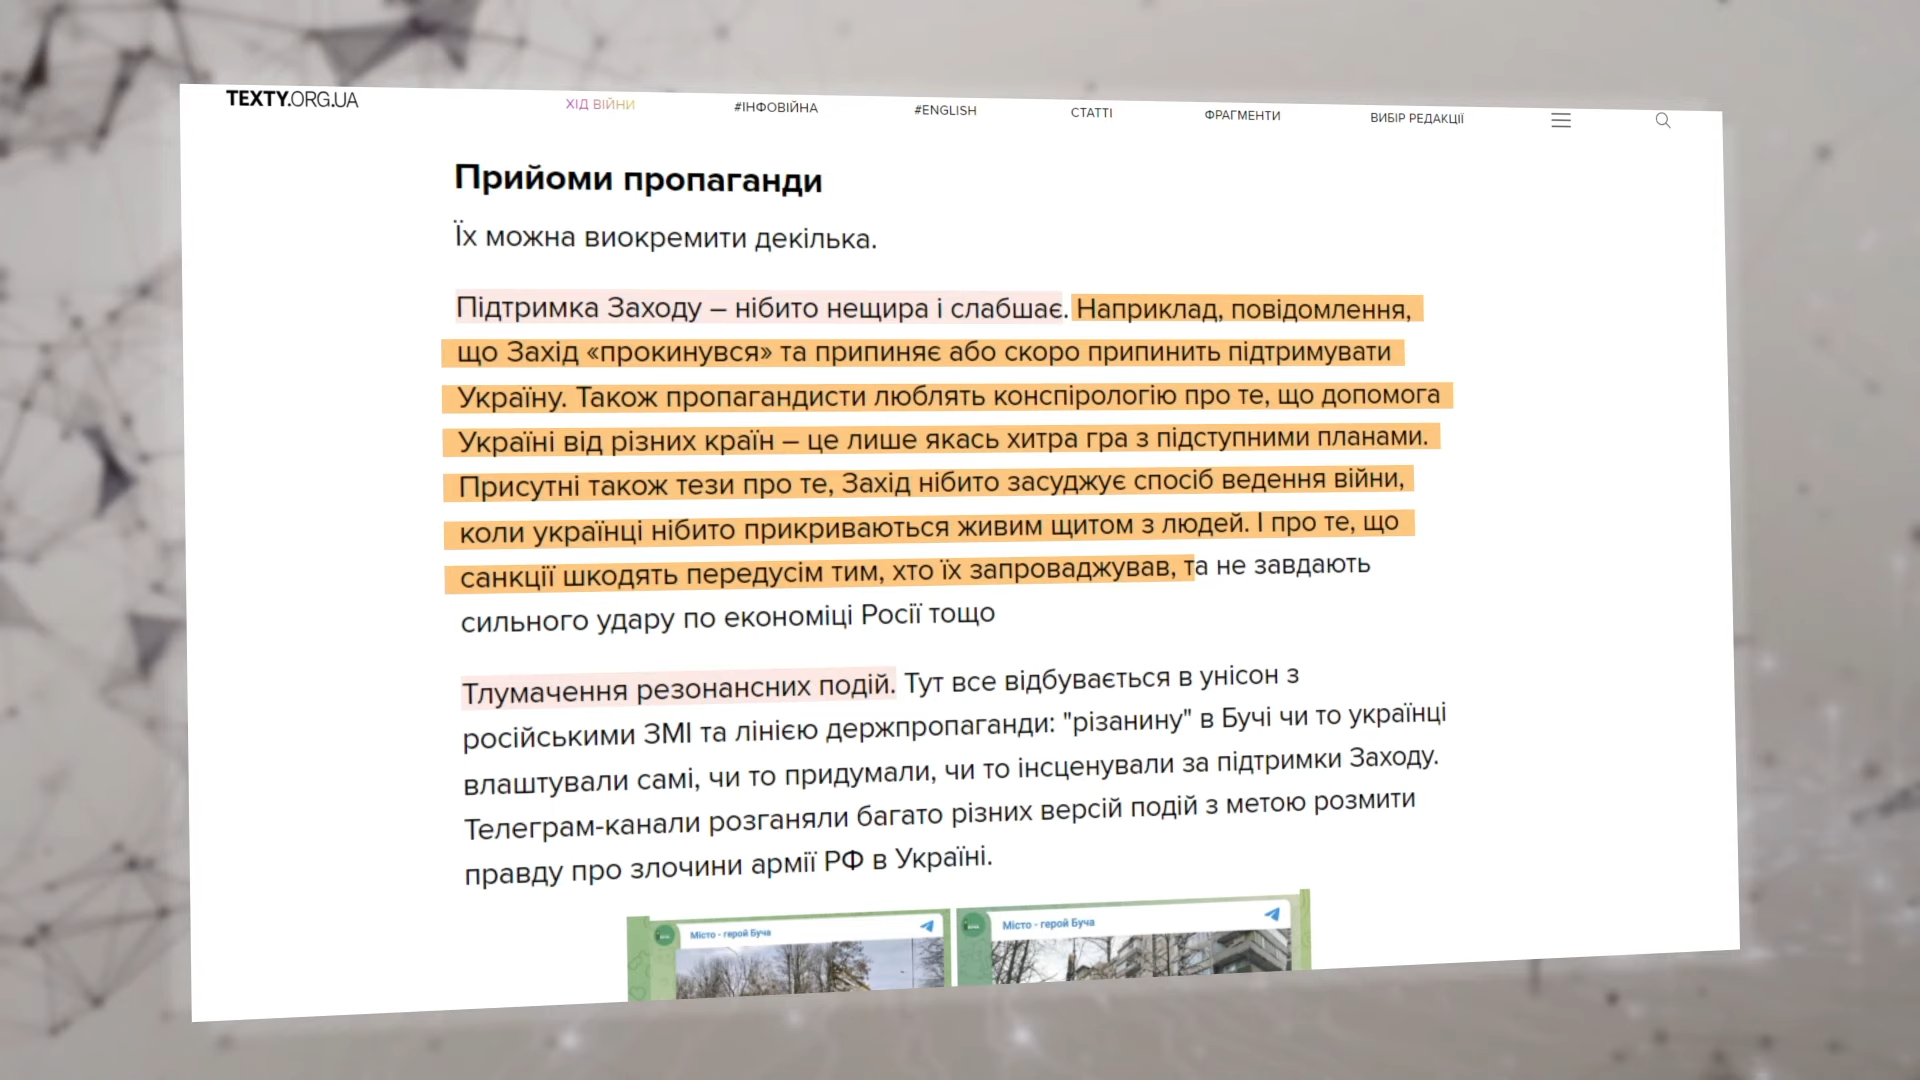 TEXTY.ORG.UA
ХІД ВІЙНИ
#ІНФОВІЙНА
#ENGLISH
СТАТТІ
ФРАГМЕНТИ
ВИБІР РЕДАКЦІЇ
Прийоми пропаганди
Їх можна виокремити декілька.
Підтримка Заходу – нібито нещира і слабшає. Наприклад, повідомлення,
що Захід «прокинувся» та припиняє або скоро припинить підтримувати
Україну. Також пропагандисти люблять конспірологію про те, що допомога
Україні від різних країн – це лише якась хитра гра з підступними планами.
Присутні також тези про те, Захід нібито засуджує спосіб ведення війни,
коли українці нібито прикриваються живим щитом з людей. І про те, що
санкції шкодять передусім тим, хто їх запроваджував, та не завдають
сильного удару по економіці Росії тощо
Тлумачення резонансних подій. Тут все відбувається в унісон з
російськими ЗМІ та лінією держпропаганди: "різанину" в Бучі чи то українці
влаштували самі, чи то придумали, чи то інсценували за підтримки Заходу.
Телеграм-канали розганяли багато різних версій подій з метою розмити
правду про злочини армії РФ в Україні.
Місто - герой Буча
Місто - герой Буча